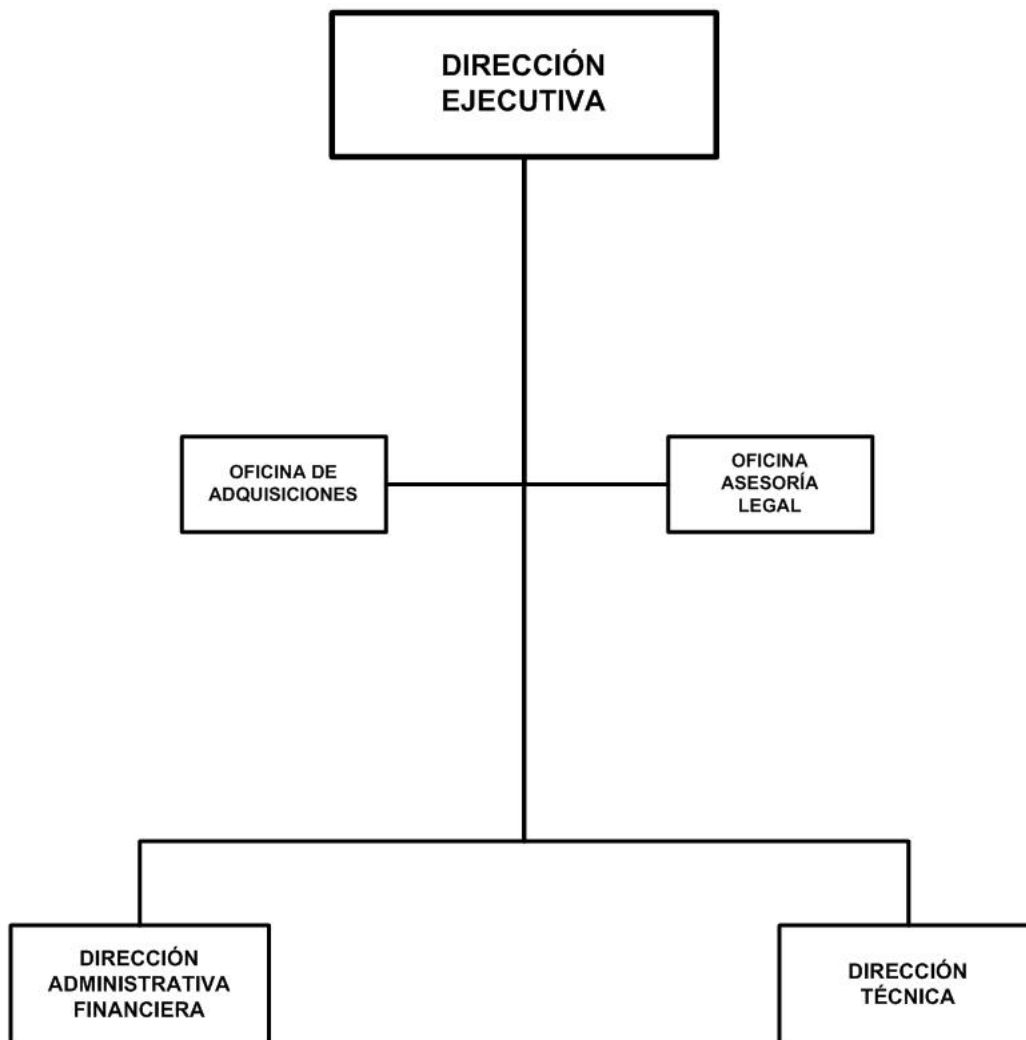 DIRECCIÓN
EJECUTIVA
OFICINA DE
ADQUISICIONES
OFICINA
ASESORÍA
LEGAL
DIRECCIÓN
ADMINISTRATIVA
FINANCIERA
DIRECCIÓN
TÉCNICA